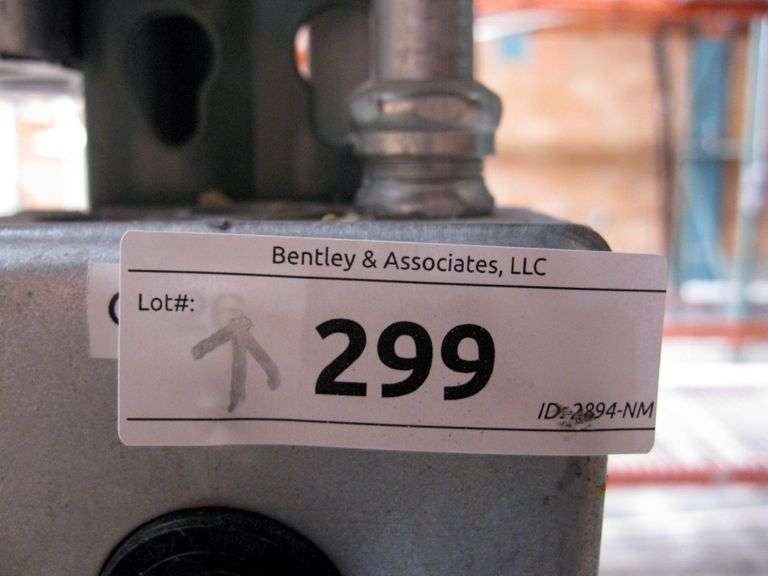 Bentley & Associates, LLC
Lot#:
299
ID: 2894-NM